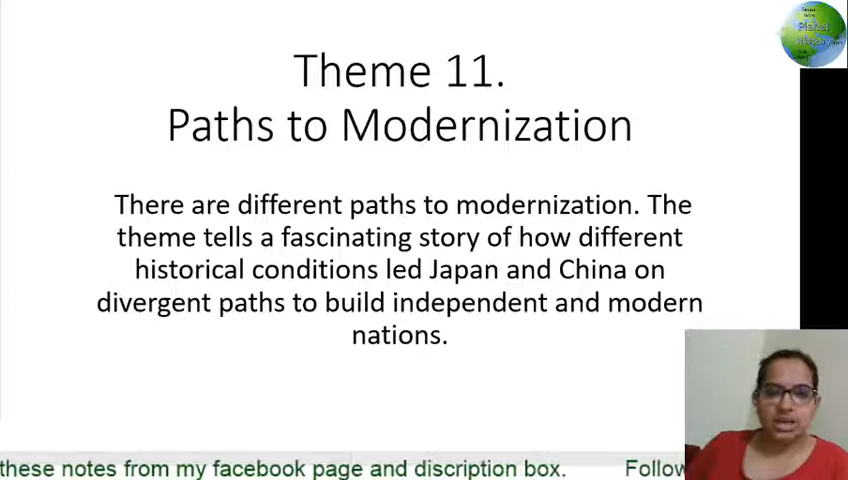 Theme 11.
Paths to Modernization
There are different paths to modernization. The
theme tells a fascinating story of how different
historical conditions led Japan and China on
divergent paths to build independent and modern
nations.
these notes from my facebook page and discription box. Follow